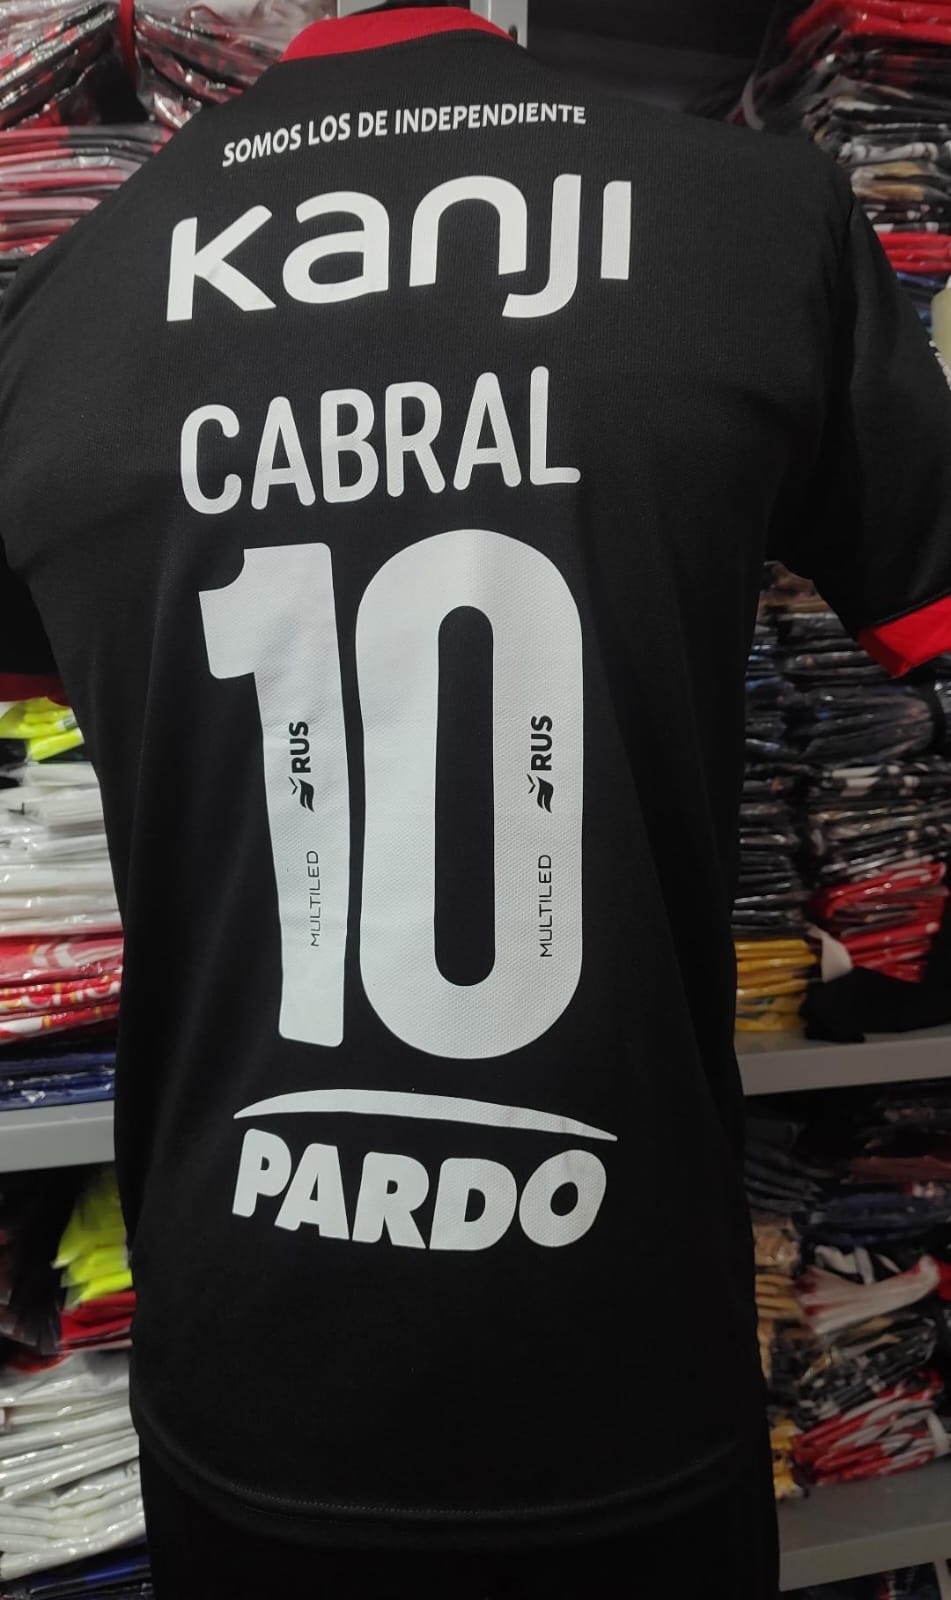 SOMOS LOS DE INDEPENDIENTE
Kanji
CABRAL
10
RUS
MULTILED
RUS
MULTILED
PARDO